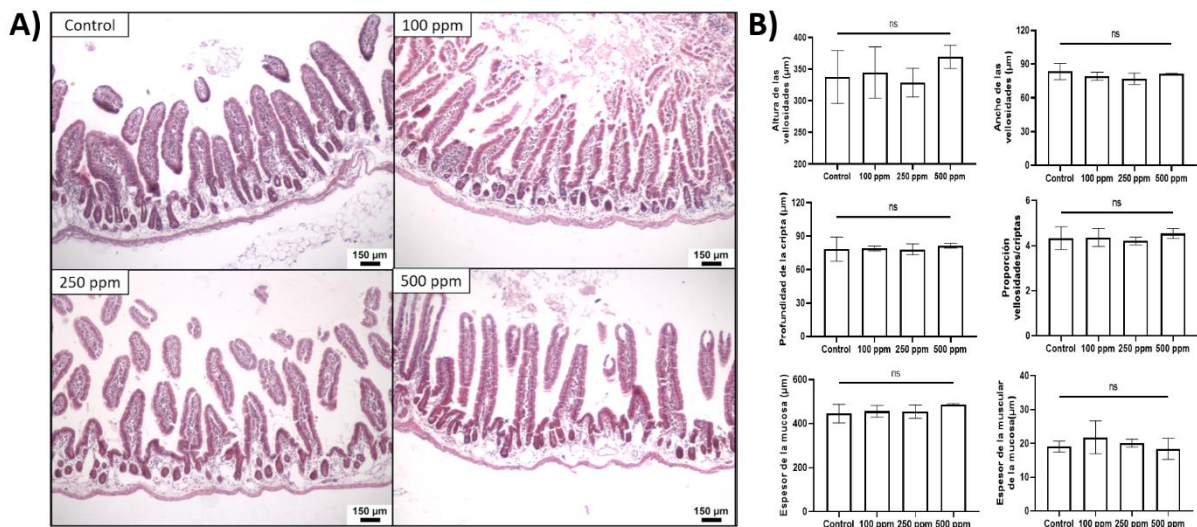 A)
Control
150 µm
100 ppm
150 µm
250 ppm
150 µm
500 ppm
150 µm
B)
ns
Altura de las
vellosidades (µm)
400
350
300
250
200
Control 100 ppm 250 ppm 500 ppm
ns
Ancho de las
vellosidades (µm)
120
90
60
30
0
Control 100 ppm 250 ppm 500 ppm
ns
Profundidad de la cripta (µm)
120
90
60
30
0
Control 100 ppm 250 ppm 500 ppm
ns
Proporción
vellosidades/criptas
6
4
2
0
Control 100 ppm 250 ppm 500 ppm
ns
Espesor de la mucosa (µm)
600
400
200
0
Control 100 ppm 250 ppm 500 ppm
ns
Espesor de la muscular
de la mucosa(µm)
40
30
20
10
0
Control 100 ppm 250 ppm 500 ppm